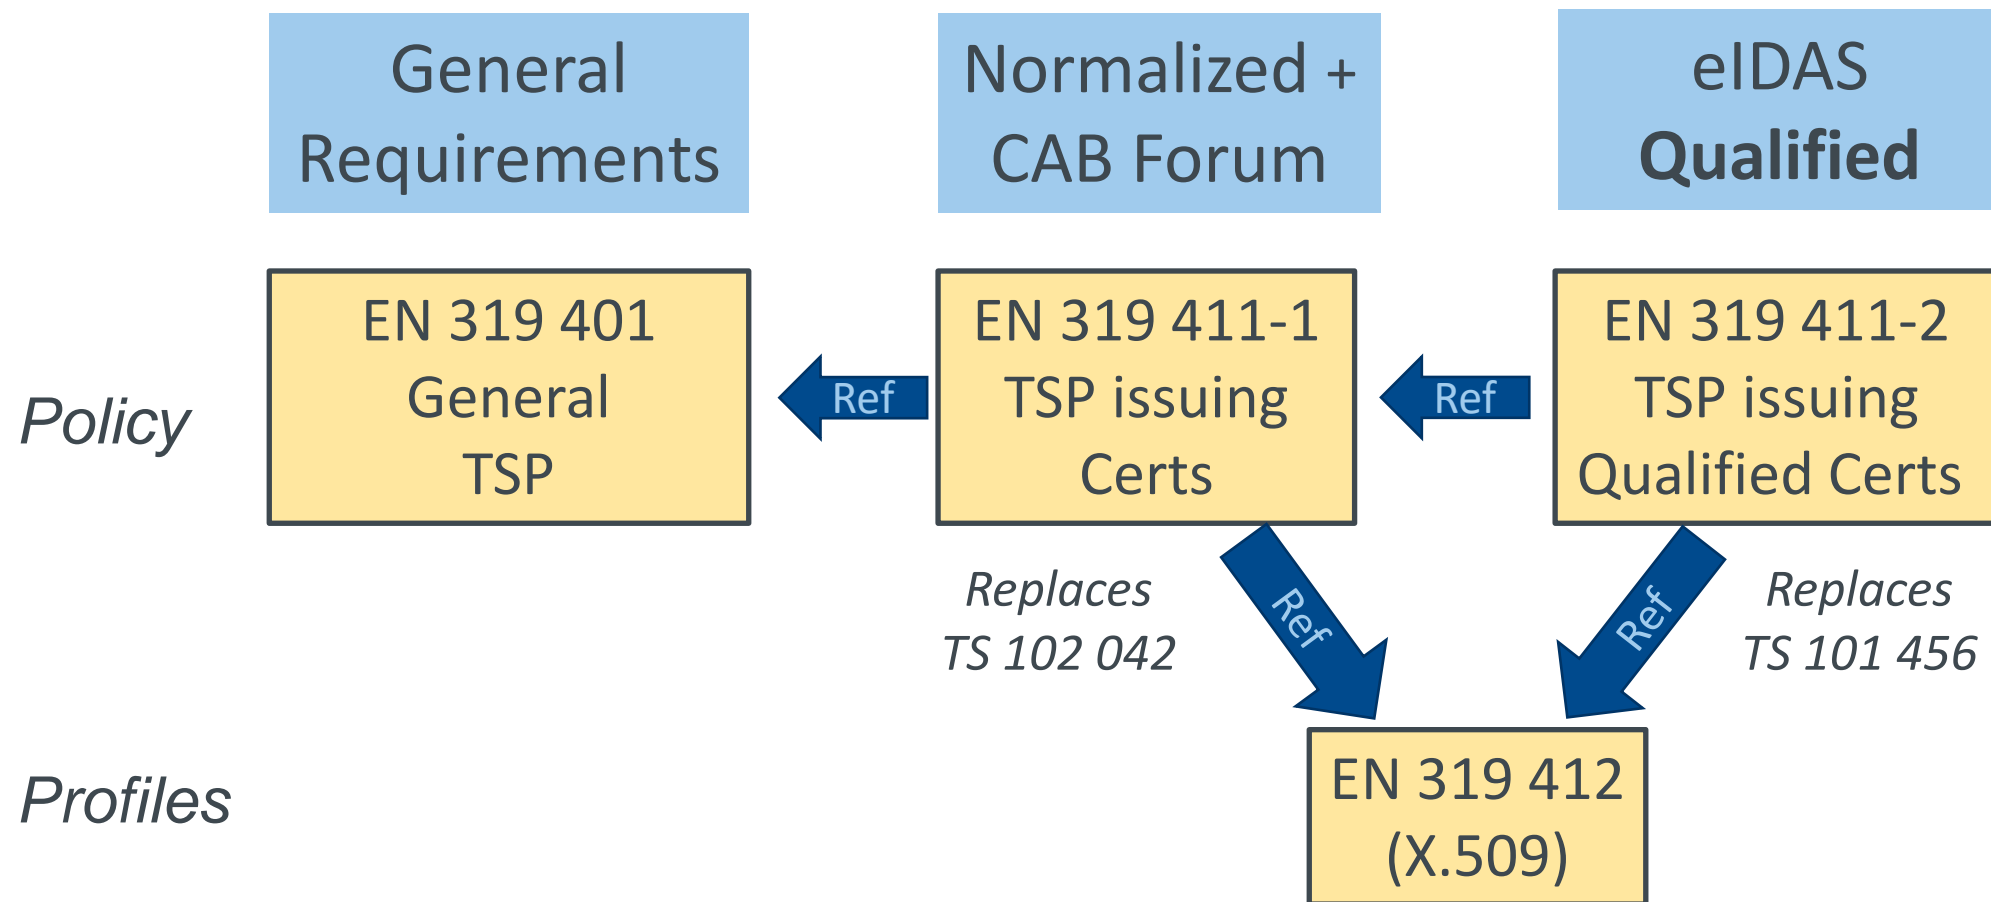 General
Requirements
Normalized +
CAB Forum
eIDAS
Qualified
Policy
EN 319 401
General
TSP
Ref
EN 319 411-1
TSP issuing
Certs
Ref
EN 319 411-2
TSP issuing
Qualified Certs
Replaces
TS 102 042
Ref
Ref
Replaces
TS 101 456
Profiles
EN 319 412
(X.509)